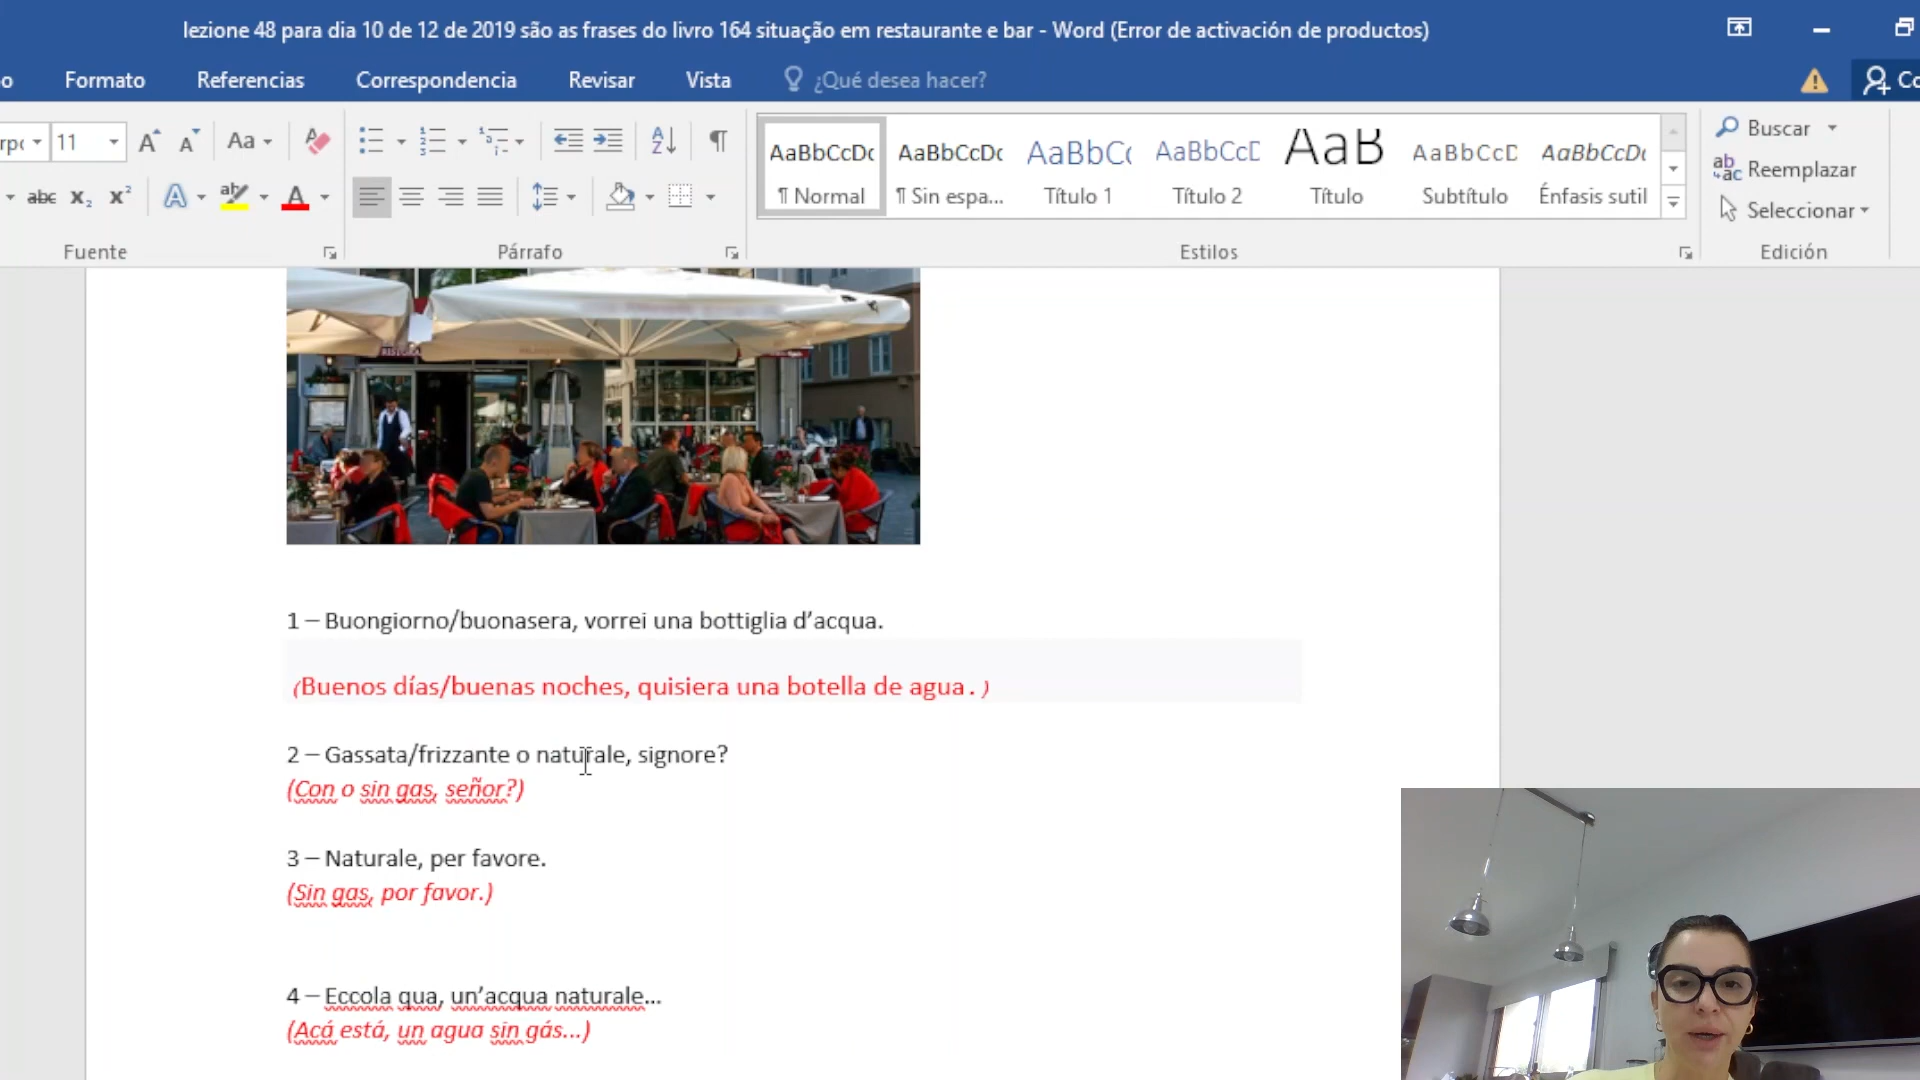 lezione 48 para dia 10 de 12 de 2019 são as frases do livro 164 situação em restaurante e bar - Word (Error de activación de productos)
o Formato Referencias Correspondencia Revisar Vista ¿Qué desea hacer? Co
11 Aa
Fuente
Párrafo
AaBbCcDc AaBbCcDc AaBbCc AaBbCcD AaB AaBbCcD AaBbCcDc
¶ Normal ¶ Sin espa... Título 1 Título 2 Título Subtítulo Énfasis sutil
Estilos
Buscar
Reemplazar
Seleccionar
Edición
1 – Buongiorno/buonasera, vorrei una bottiglia d’acqua.
(Buenos días/buenas noches, quisiera una botella de agua.)
2 – Gassata/frizzante o naturale, signore?
(Con o sin gas, señor?)
3 – Naturale, per favore.
(Sin gas, por favor.)
4 – Eccola qua, un’acqua naturale...
(Acá está, un agua sin gás...)